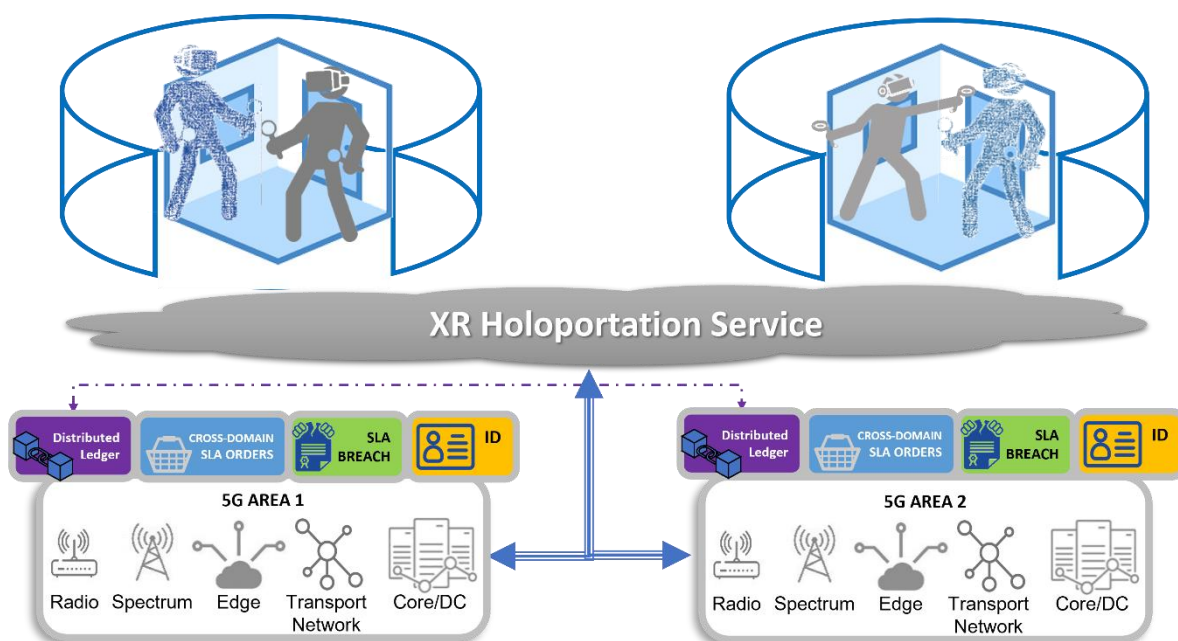 XR Holoportation Service
Distributed
Ledger
CROSS-DOMAIN
SLA ORDERS
SLA
BREACH
ID
5G AREA 1
Radio
Spectrum
Edge
Transport
Network
Core/DC
Distributed
Ledger
CROSS-DOMAIN
SLA ORDERS
SLA
BREACH
ID
5G AREA 2
Radio
Spectrum
Edge
Transport
Network
Core/DC